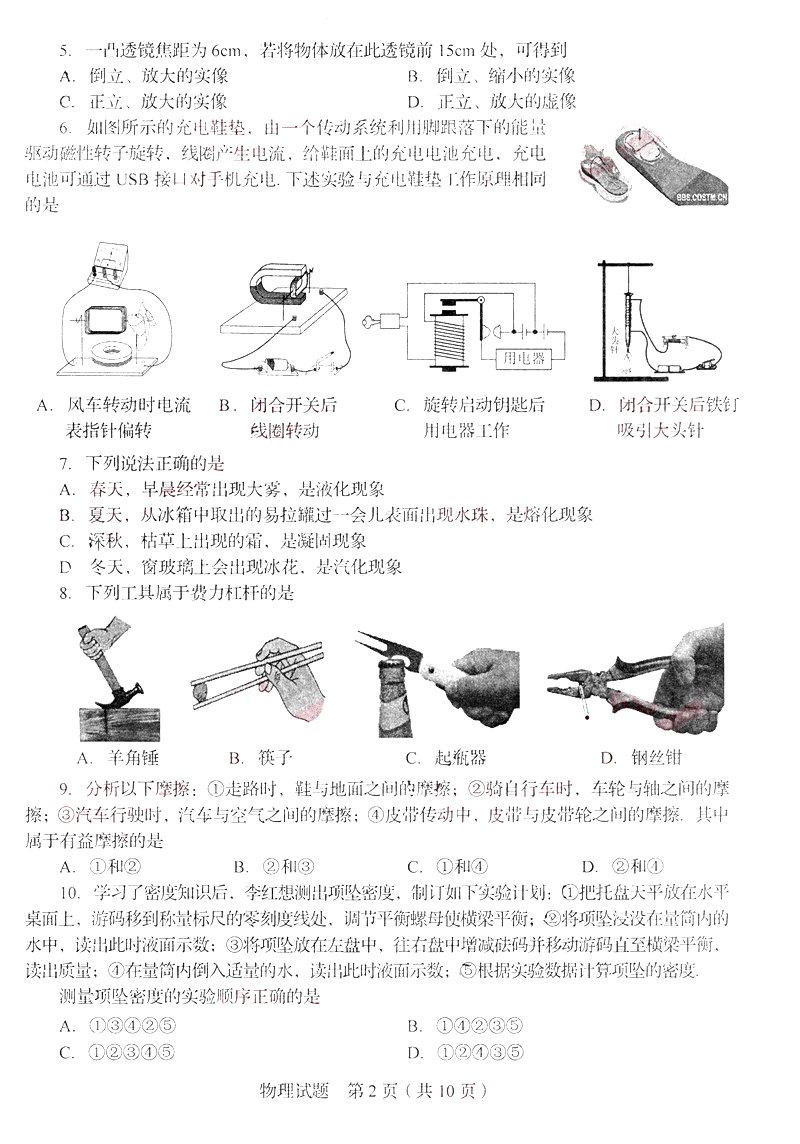 5. 一凸透镜焦距为 6cm，若将物体放在此透镜前 15cm 处，可得到
A. 倒立、放大的实像 B. 倒立、缩小的实像
C. 正立、放大的实像 D. 正立、放大的虚像
6. 如图所示的充电鞋垫，由一个传动系统利用脚跟落下的能量
驱动磁性转子旋转，线圈产生电流，给鞋面上的充电电池充电，充电
电池可通过 USB 接口对手机充电. 下述实验与充电鞋垫工作原理相同
的是
BBS.COSTM.CN
用电器
大头针
A. 风车转动时电流 B. 闭合开关后 C. 旋转启动钥匙后 D. 闭合开关后铁钉
表指针偏转 线圈转动 用电器工作 吸引大头针
7. 下列说法正确的是
A. 春天，早晨经常出现大雾，是液化现象
B. 夏天，从冰箱中取出的易拉罐过一会儿表面出现水珠，是熔化现象
C. 深秋，枯草上出现的霜，是凝固现象
D 冬天，窗玻璃上会出现冰花，是汽化现象
8. 下列工具属于费力杠杆的是
A. 羊角锤 B. 筷子 C. 起瓶器 D. 钢丝钳
9. 分析以下摩擦：①走路时，鞋与地面之间的摩擦；②骑自行车时，车轮与轴之间的摩
擦；③汽车行驶时，汽车与空气之间的摩擦；④皮带传动中，皮带与皮带轮之间的摩擦. 其中
属于有益摩擦的是
A. ①和② B. ②和③ C. ①和④ D. ②和④
10. 学习了密度知识后，李红想测出项坠密度，制订如下实验计划；①把托盘天平放在水平
桌面上，游码移到称量标尺的零刻度线处，调节平衡螺母使横梁平衡；②将项坠浸没在量筒内的
水中，读出此时液面示数；③将项坠放在左盘中，往右盘中增减砝码并移动游码直至横梁平衡，
读出质量；④在量筒内倒入适量的水，读出此时液面示数；⑤根据实验数据计算项坠的密度.
测量项坠密度的实验顺序正确的是
A. ①③④②⑤ B. ①④②③⑤
C. ①②③④⑤ D. ①②④③⑤
物理试题 第 2 页（共 10 页）